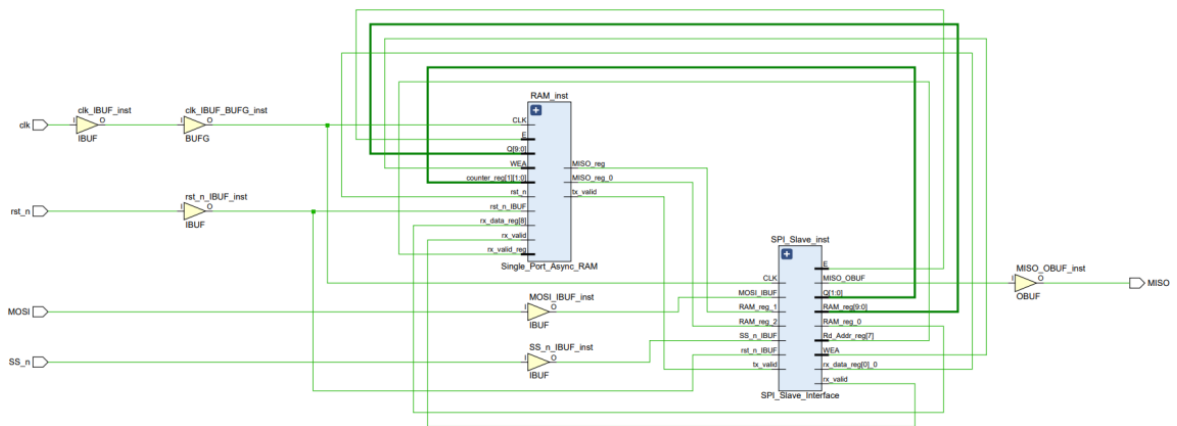 RAM_inst
clk_IBUF_inst
clk_IBUF_BUFG_inst
clk
I
O
I
O
IBUF
BUFG
CLK
E
Q[9:0]
WEA
counter_reg[1][1:0]
rst_n
rst_n_IBUF
rx_data_reg[8]
rx_valid
rx_valid_reg
MISO_reg
MISO_reg_0
tx_valid
Single_Port_Async_RAM
rst_n_IBUF_inst
rst_n
I
O
IBUF
SPI_Slave_inst
CLK
MOSI_IBUF
RAM_reg_1
RAM_reg_2
SS_n_IBUF
rst_n_IBUF
tx_valid
E
MISO_OBUF
Q[1:0]
RAM_reg[9:0]
RAM_reg_0
Rd_Addr_reg[7]
WEA
rx_data_reg[0]_0
rx_valid
SPI_Slave_Interface
MISO_OBUF_inst
I
O
MISO
OBUF
MOSI_IBUF_inst
MOSI
I
O
IBUF
SS_n_IBUF_inst
SS_n
I
O
IBUF